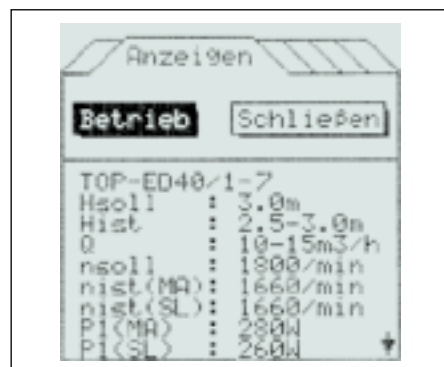 Anzeigen
Betrieb Schließen
TOP-ED40/1-7
Hsoll : 3.0m
Hist : 2.5-3.0m
Q : 10-15m3/h
nsoll : 1800/min
nist(MA): 1660/min
nist(SL): 1660/min
P1(MA) : 280W
P1(SL) : 260W